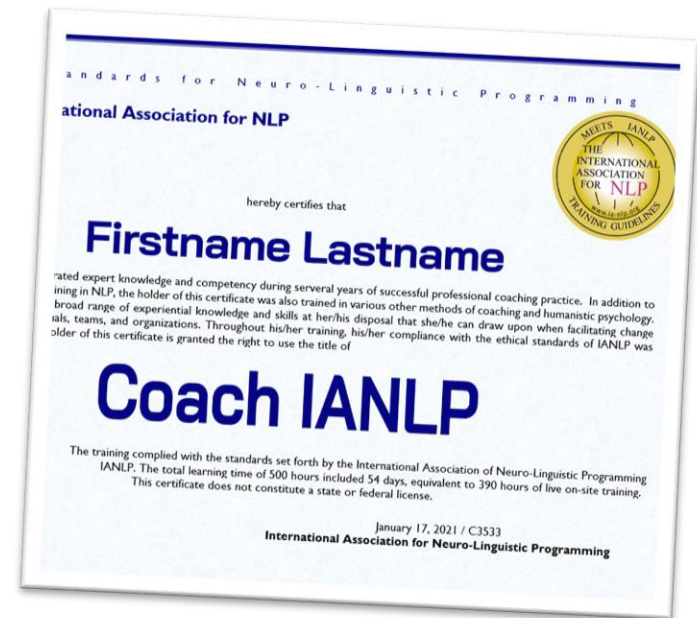 andards for Neuro-Linguistic Programming
ational Association for NLP
MEETS IANLP
THE
INTERNATIONAL
ASSOCIATION
FOR NLP
www.ia-nlp.org
TRAINING GUIDELINES
hereby certifies that
Firstname Lastname
rated expert knowledge and competency during serveral years of successful professional coaching practice. In addition to
ining in NLP, the holder of this certificate was also trained in various other methods of coaching and humanistic psychology.
broad range of experiential knowledge and skills at her/his disposal that she/he can draw upon when facilitating change
als, teams, and organizations. Throughout his/her training, his/her compliance with the ethical standards of IANLP was
older of this certificate is granted the right to use the title of
Coach IANLP
The training complied with the standards set forth by the International Association of Neuro-Linguistic Programming
IANLP. The total learning time of 500 hours included 54 days, equivalent to 390 hours of live on-site training.
This certificate does not constitute a state or federal license.
January 17, 2021 / C3533
International Association for Neuro-Linguistic Programming